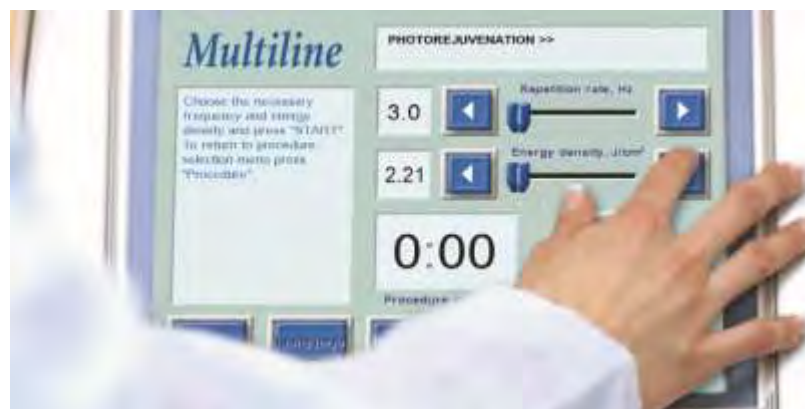 Multiline
PHOTOREJUVENATION >>
Choose the necessary
frequency and energy
density and press "START"
To return to procedure
selection menu press
"Procedure"
Repetition rate, Hz
3.0
Energy density, J/cm²
2.21
0:00
Procedure